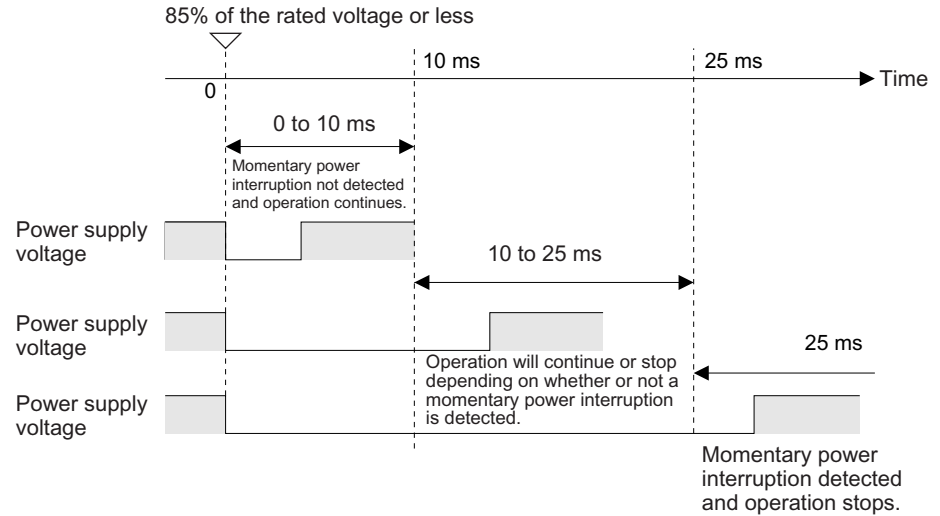 85% of the rated voltage or less
10 ms
25 ms
Time
0
0 to 10 ms
Momentary power
interruption not detected
and operation continues.
Power supply
voltage
10 to 25 ms
Power supply
voltage
25 ms
Operation will continue or stop
depending on whether or not a
momentary power interruption
is detected.
Power supply
voltage
Momentary power
interruption detected
and operation stops.